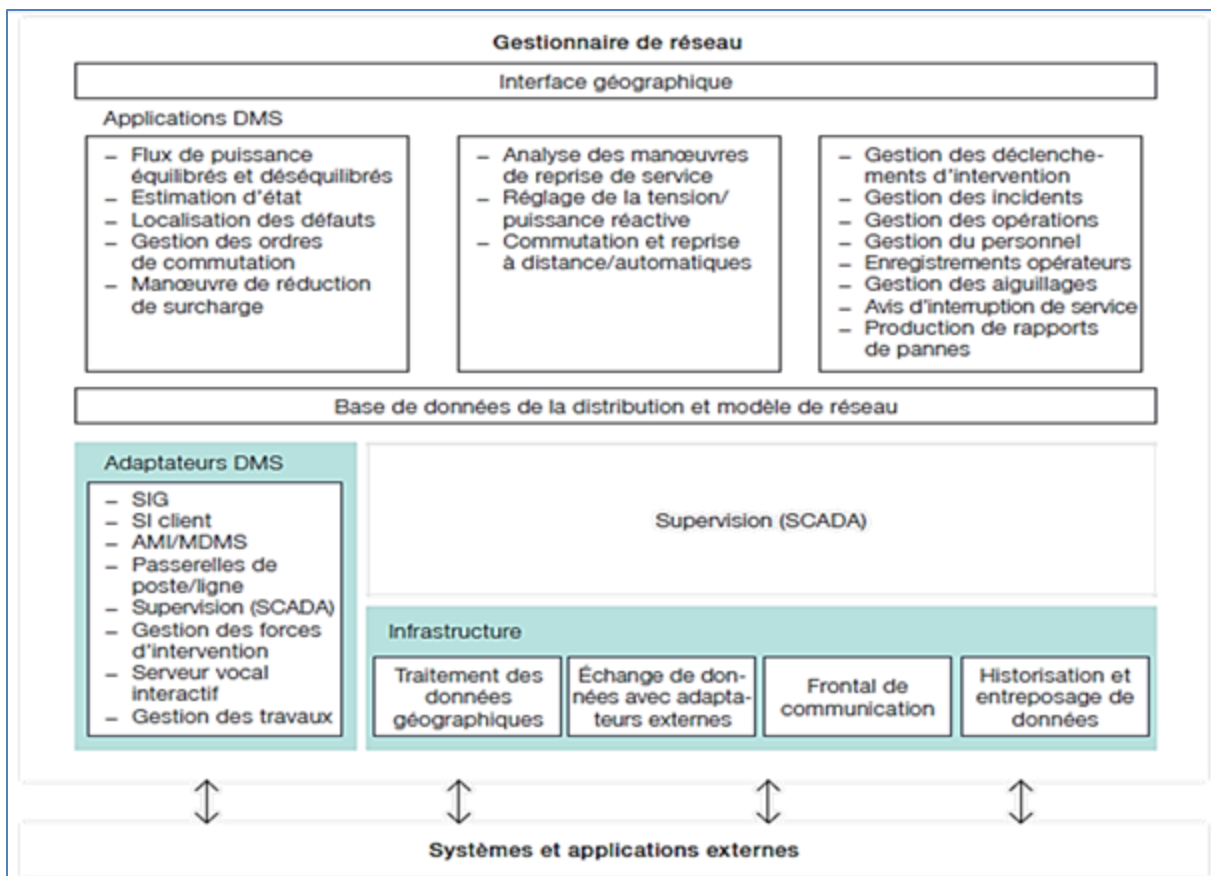 Gestionnaire de réseau
Interface géographique
Applications DMS
– Flux de puissance
équilibrés et déséquilibrés
– Estimation d'état
– Localisation des défauts
– Gestion des ordres
de commutation
– Manœuvre de réduction
de surcharge
– Analyse des manœuvres
de reprise de service
– Réglage de la tension/
puissance réactive
– Commutation et reprise
à distance/automatiques
– Gestion des déclenche-
ments d'intervention
– Gestion des incidents
– Gestion des opérations
– Gestion du personnel
– Enregistrements opérateurs
– Gestion des aiguillages
– Avis d'interruption de service
– Production de rapports
de pannes
Base de données de la distribution et modèle de réseau
Adaptateurs DMS
– SIG
– SI client
– AMI/MDMS
– Passerelles de
poste/ligne
– Supervision (SCADA)
– Gestion des forces
d'intervention
– Serveur vocal
interactif
– Gestion des travaux
Supervision (SCADA)
Infrastructure
Traitement des
données
géographiques
Échange de don-
nées avec adapta-
teurs externes
Frontal de
communication
Historisation et
entreposage de
données
Systèmes et applications externes